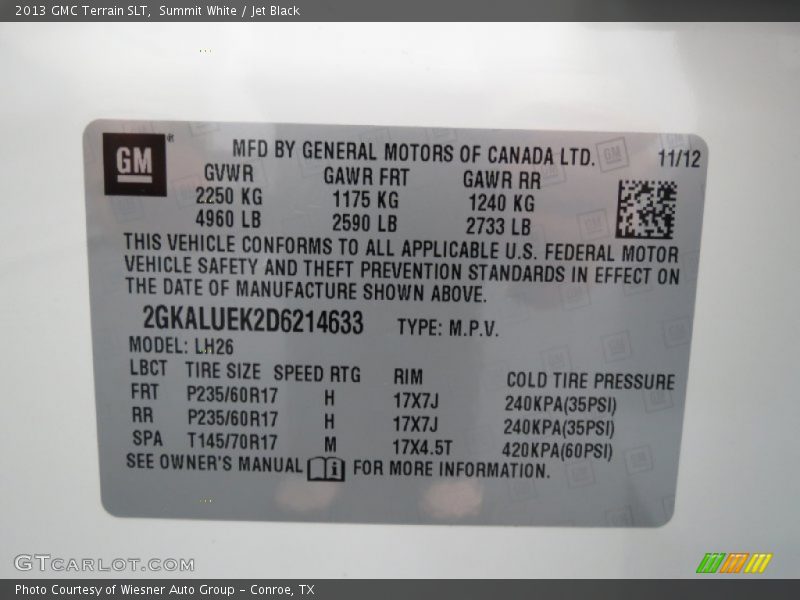 2013 GMC Terrain SLT,  Summit White / Jet Black
GM
®
MFD BY GENERAL MOTORS OF CANADA LTD.
11/12
GVWR GAWR FRT GAWR RR
2250 KG 1175 KG 1240 KG
4960 LB 2590 LB 2733 LB
THIS VEHICLE CONFORMS TO ALL APPLICABLE U.S. FEDERAL MOTOR
VEHICLE SAFETY AND THEFT PREVENTION STANDARDS IN EFFECT ON
THE DATE OF MANUFACTURE SHOWN ABOVE.
2GKALUEK2D6214633 TYPE: M.P.V.
MODEL: LH26
LBCT TIRE SIZE SPEED RTG RIM COLD TIRE PRESSURE
FRT P235/60R17 H 17X7J 240KPA(35PSI)
RR P235/60R17 H 17X7J 240KPA(35PSI)
SPA T145/70R17 M 17X4.5T 420KPA(60PSI)
SEE OWNER'S MANUAL FOR MORE INFORMATION.
GTCARLOT.COM
Photo Courtesy of Wiesner Auto Group - Conroe, TX